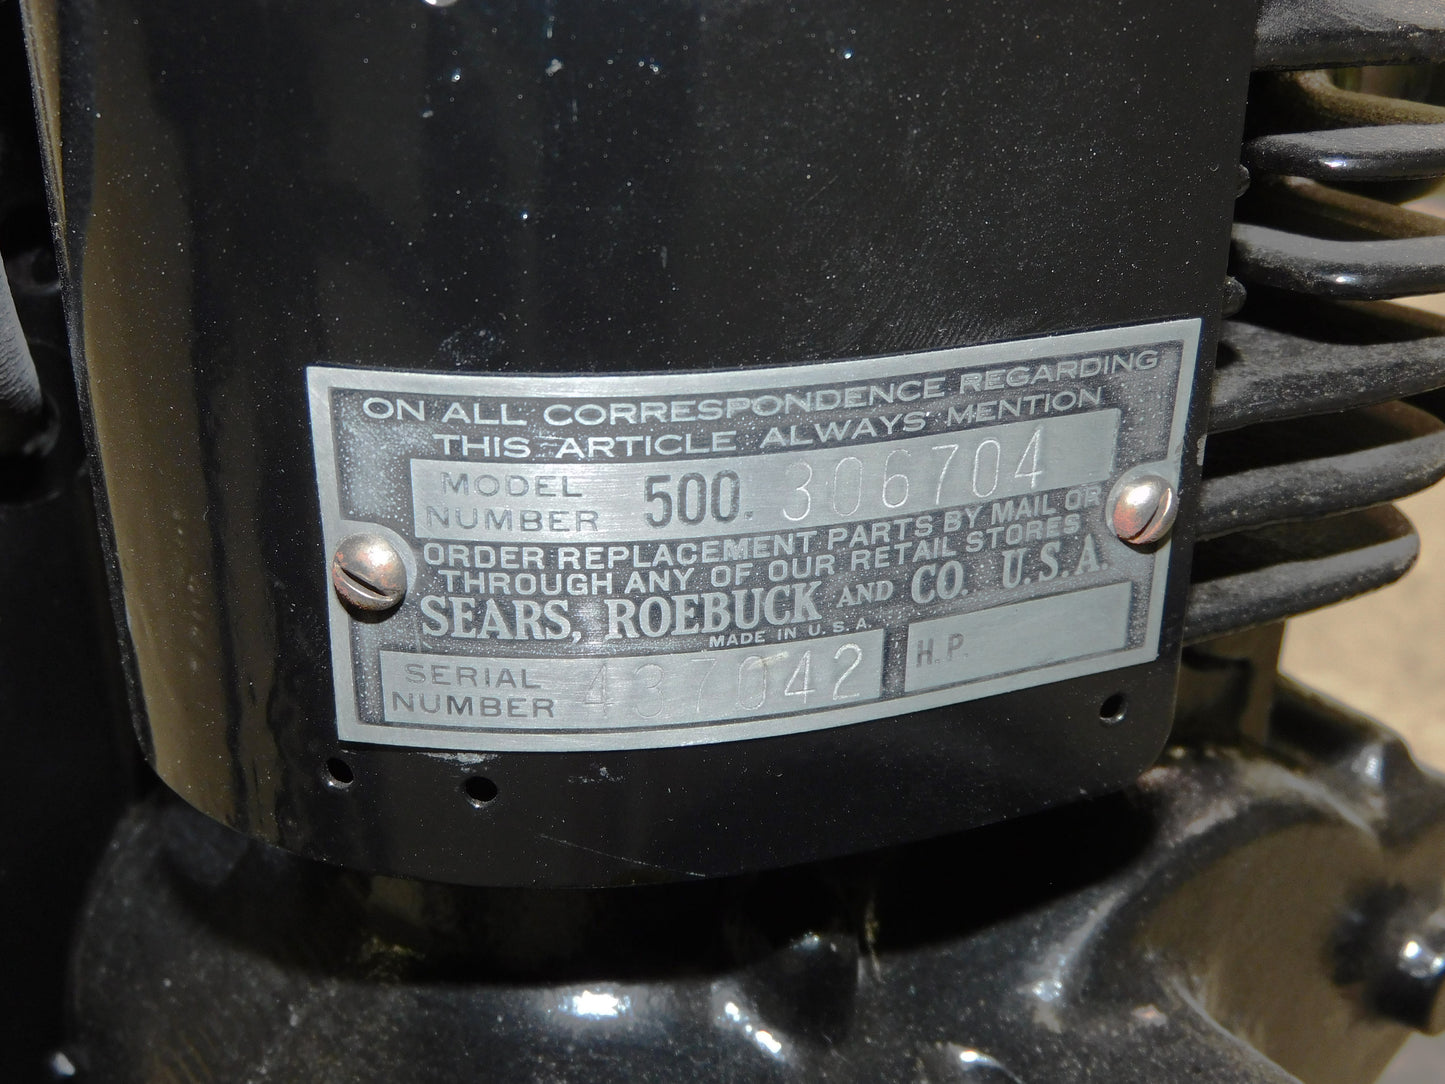 ON ALL CORRESPONDENCE REGARDING
THIS ARTICLE ALWAYS MENTION
MODEL NUMBER 500. 306704
ORDER REPLACEMENT PARTS BY MAIL OR
THROUGH ANY OF OUR RETAIL STORES
SEARS, ROEBUCK AND CO. U.S.A.
MADE IN U.S.A.
SERIAL NUMBER 437042
H.P.